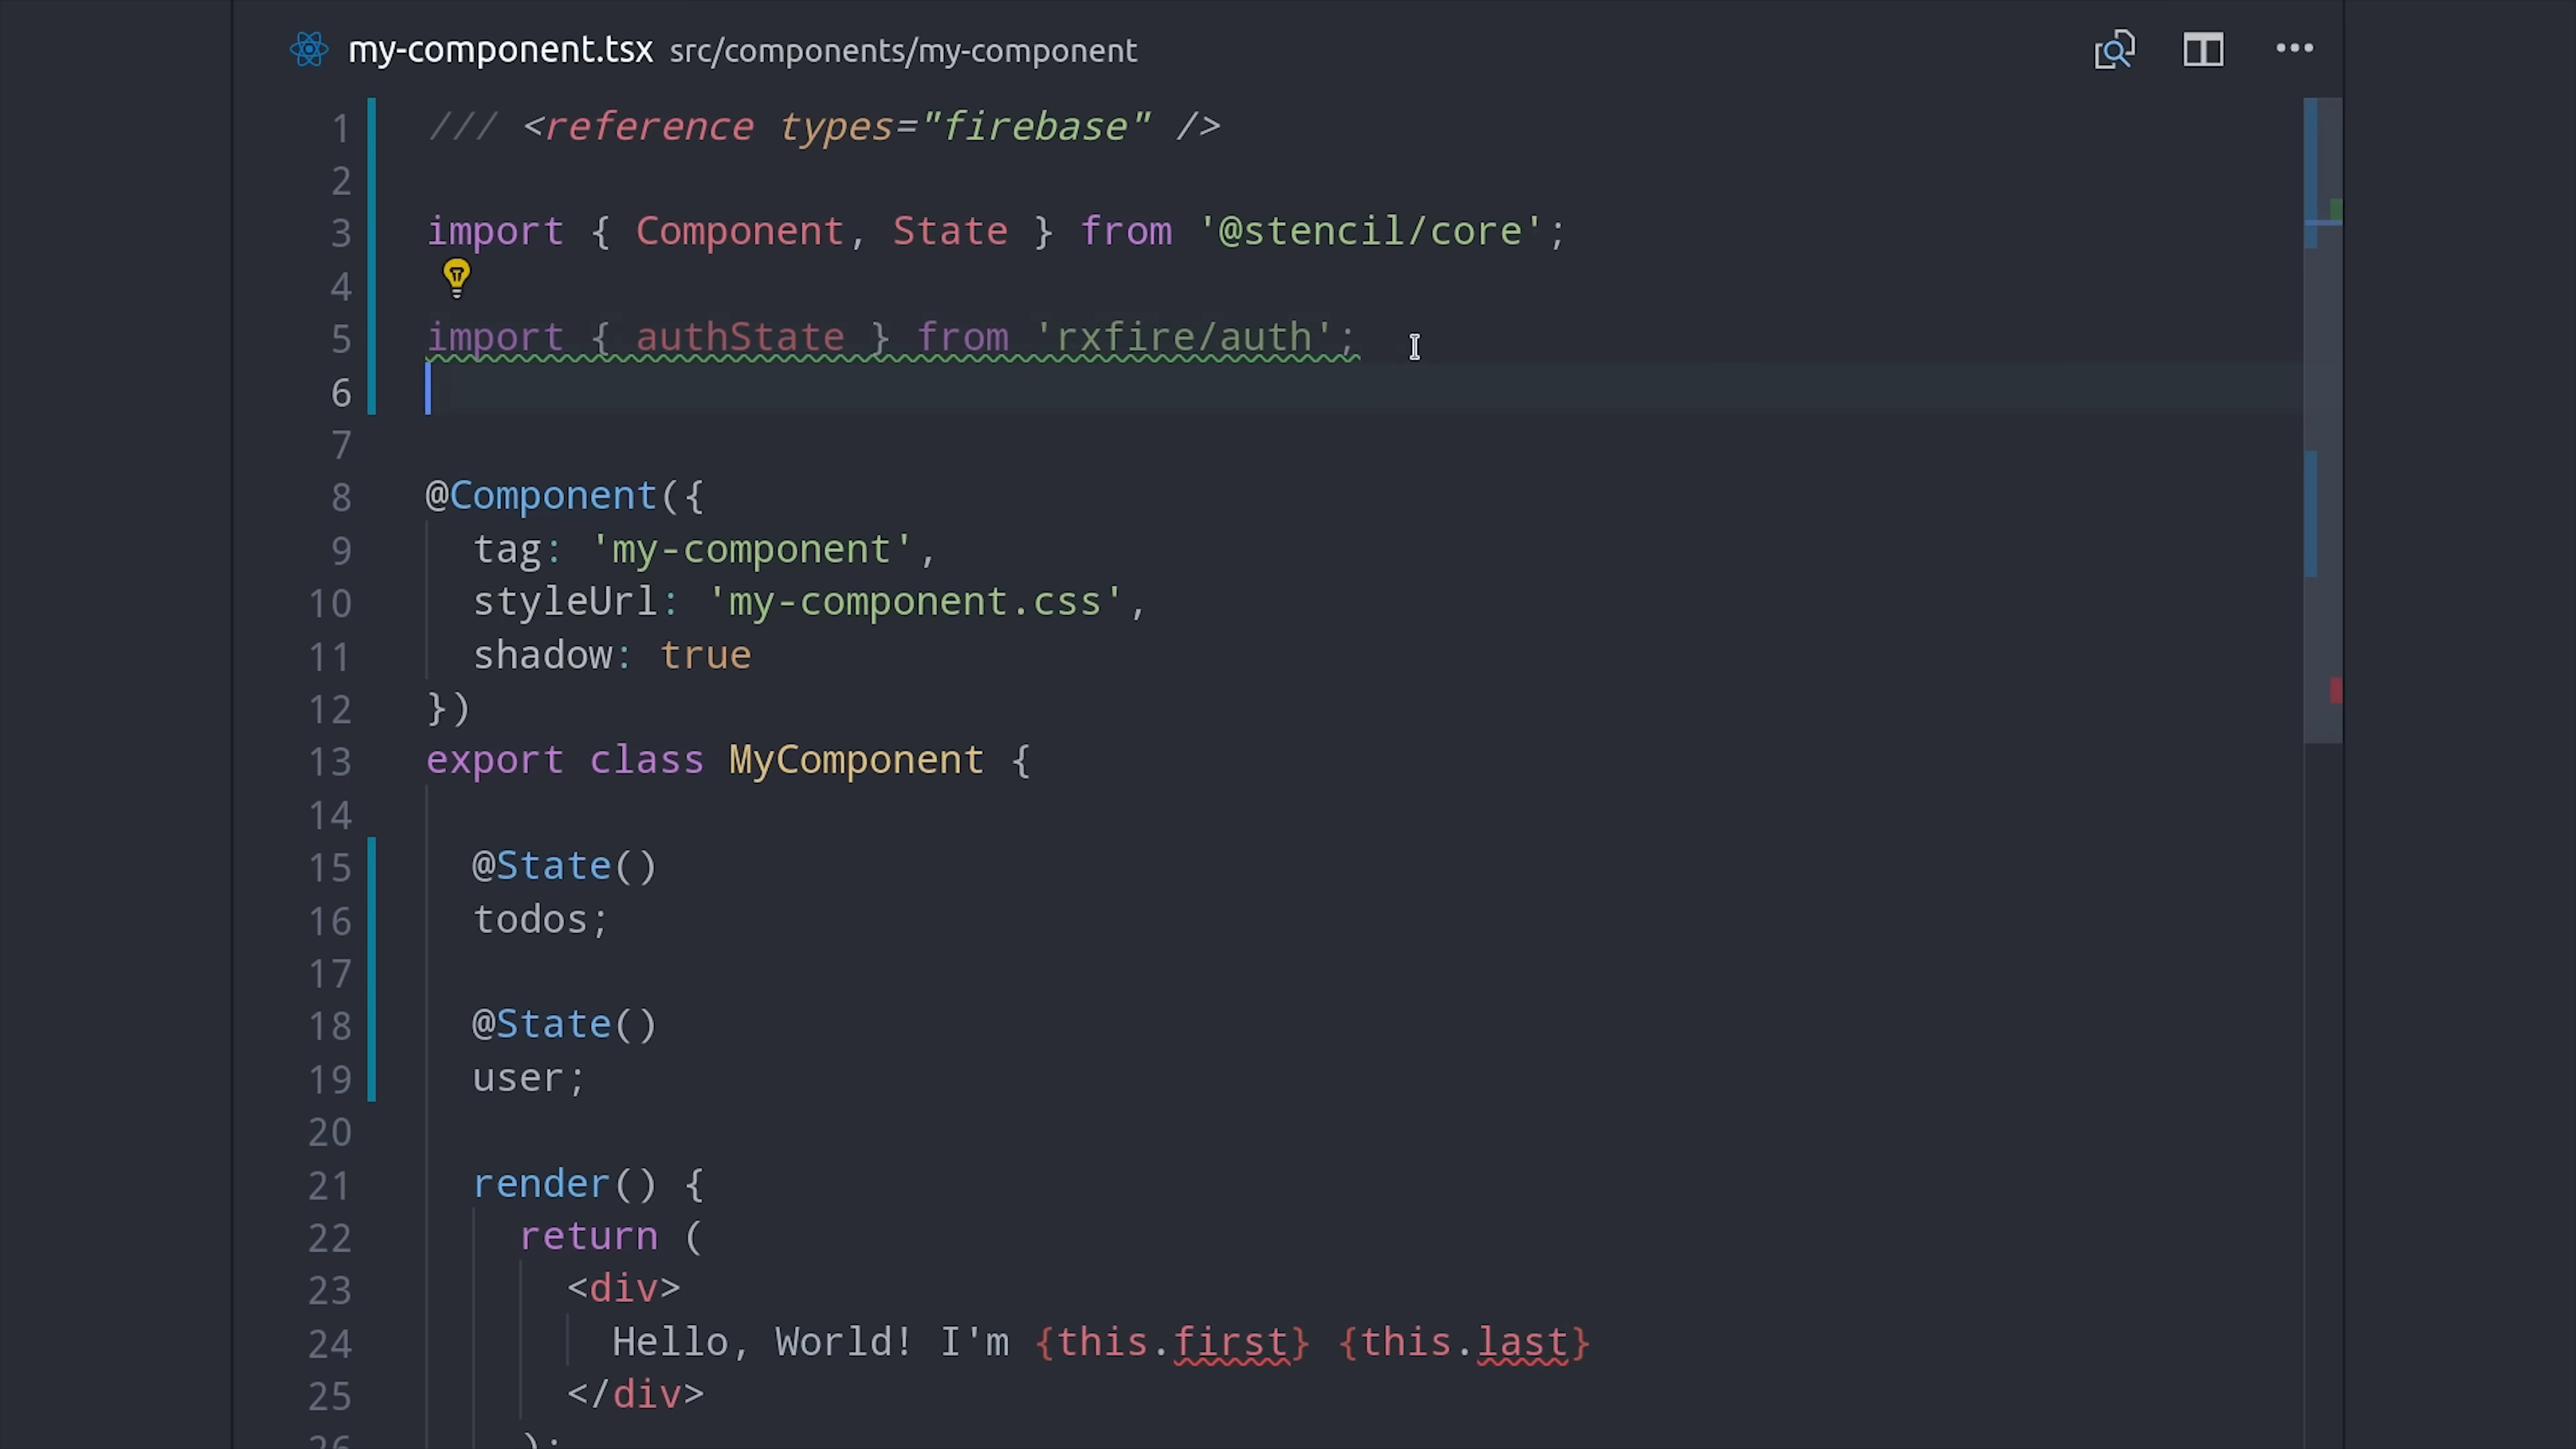 my-component.tsx src/components/my-component
1 /// <reference types="firebase" />
2
3 import { Component, State } from '@stencil/core';
4
5 import { authState } from 'rxfire/auth';
6
7
8 @Component({
9 tag: 'my-component',
10 styleUrl: 'my-component.css',
11 shadow: true
12 })
13 export class MyComponent {
14
15 @State()
16 todos;
17
18 @State()
19 user;
20
21 render() {
22 return (
23 <div>
24 Hello, World! I'm {this.first} {this.last}
25 </div>
26 );